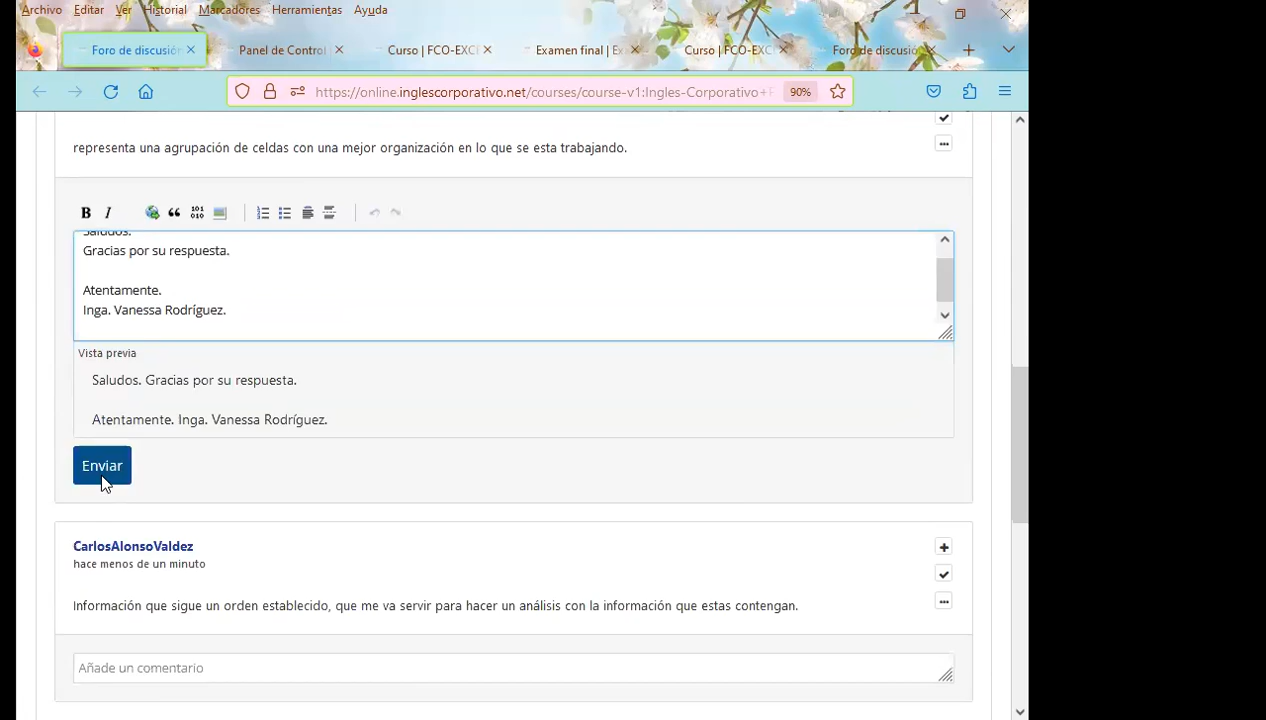 Archivo Editar Ver Historial Marcadores Herramientas Ayuda
Foro de discusión Panel de Control Curso | FCO-EXCE Examen final | Ex Curso | FCO-EXCE Foro de discusió
https://online.inglescorporativo.net/courses/course-v1:Ingles-Corporativo+ 90%
representa una agrupación de celdas con una mejor organización en lo que se esta trabajando.
B I 101 010
Saludos.
Gracias por su respuesta.
Atentamente.
Inga. Vanessa Rodríguez.
Vista previa
Saludos. Gracias por su respuesta.
Atentamente. Inga. Vanessa Rodríguez.
Enviar
CarlosAlonsoValdez
hace menos de un minuto
Información que sigue un orden establecido, que me va servir para hacer un análisis con la información que estas contengan.
Añade un comentario